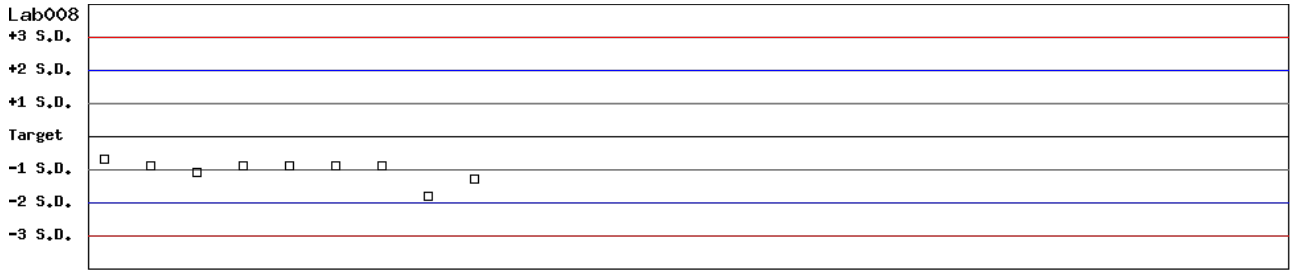 Lab008
+3 S.D.
+2 S.D.
+1 S.D.
Target
-1 S.D.
-2 S.D.
-3 S.D.